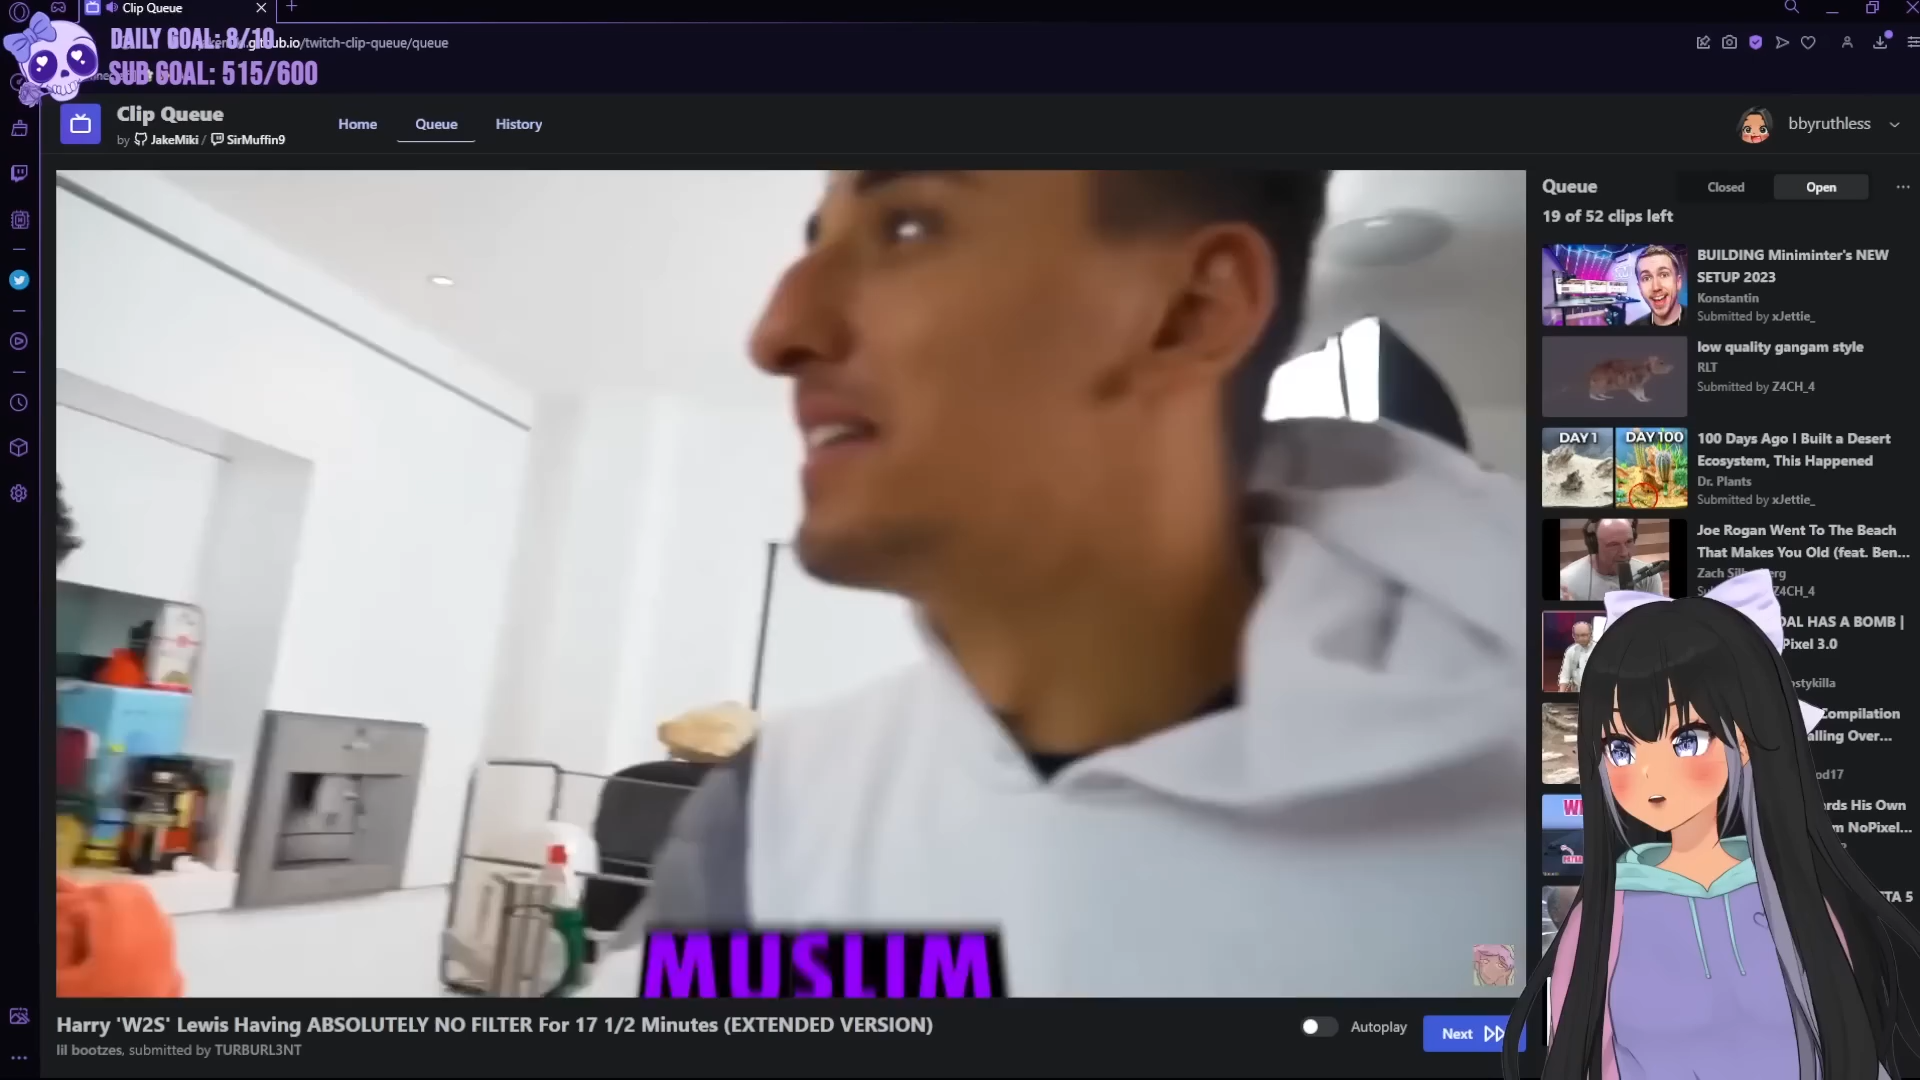 Clip Queue
DAILY GOAL: 8/10
SUB GOAL: 515/600
github.io/twitch-clip-queue/queue
Clip Queue
by JakeMiki / SirMuffin9
Home
Queue
History
bbyruthless
Queue
Closed
Open
19 of 52 clips left
BUILDING Miniminter's NEW
SETUP 2023
Konstantin
Submitted by xJettie_
low quality gangam style
RLT
Submitted by Z4CH_4
DAY 1
DAY 100
100 Days Ago I Built a Desert
Ecosystem, This Happened
Dr. Plants
Submitted by xJettie_
Joe Rogan Went To The Beach
That Makes You Old (feat. Ben...
Zach
Z4CH_4
HAS A BOMB |
3.0
Compilation
Over...
His Own
NoPixel...
5
MUSLIM
Harry 'W2S' Lewis Having ABSOLUTELY NO FILTER For 17 1/2 Minutes (EXTENDED VERSION)
lil bootzes, submitted by TURBURL3NT
Autoplay
Next